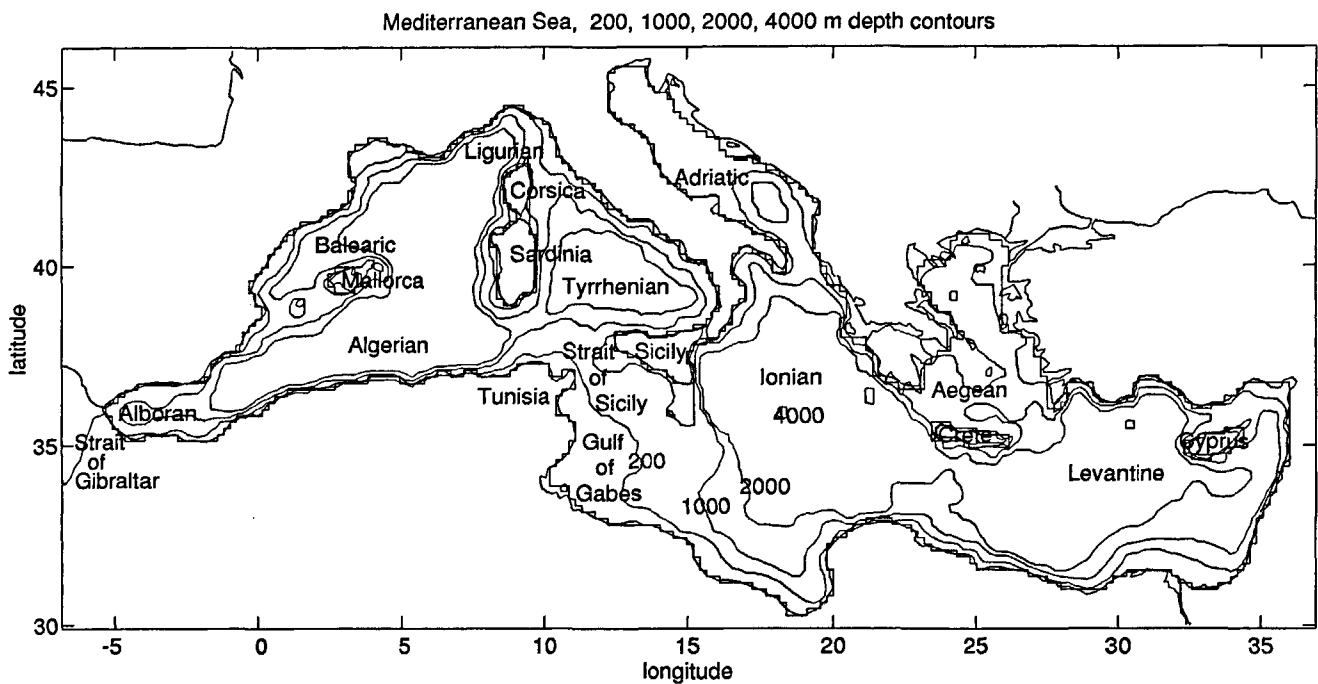 Mediterranean Sea, 200, 1000, 2000, 4000 m depth contours
45
40
35
30
latitude
Ligurian
Corsica
Adriatic
Balearic
Sardinia
Mallorca
Tyrrhenian
Algerian
Strait
of
Sicily
Sicily
Ionian
4000
Tunisia
Aegean
Alboran
Strait
of
Gibraltar
Gulf
of
Gabes
200
1000
2000
Crete
Cyprus
Levantine
-5
0
5
10
15
20
25
30
35
longitude